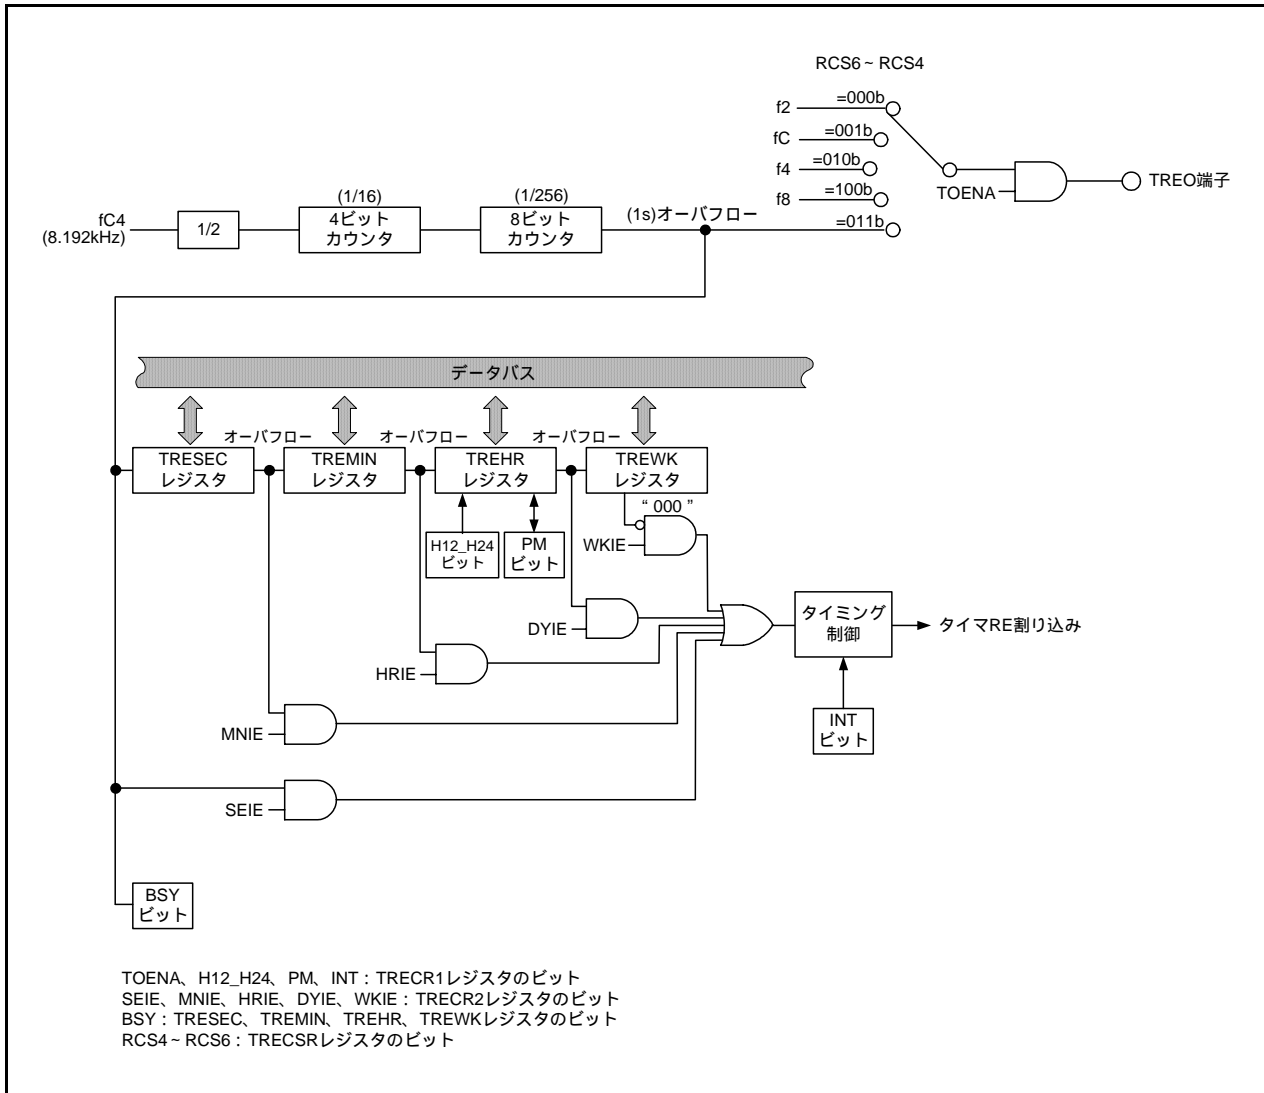 RCS6 ~ RCS4
f2
=000b
fC
=001b
f4
=010b
f8
=100b
=011b
TOENA
TREO端子
fC4
(8.192kHz)
1/2
(1/16)
4ビット
カウンタ
(1/256)
8ビット
カウンタ
(1s)オーバフロー
データバス
オーバフロー
オーバフロー
オーバフロー
TRESEC
レジスタ
TREMIN
レジスタ
TREHR
レジスタ
TREWK
レジスタ
“ 000 ”
H12_H24
ビット
PM
ビット
WKIE
DYIE
HRIE
MNIE
SEIE
タイミング
制御
タイマRE割り込み
INT
ビット
BSY
ビット
TOENA、H12_H24、PM、INT : TRECR1レジスタのビット
SEIE、MNIE、HRIE、DYIE、WKIE : TRECR2レジスタのビット
BSY : TRESEC、TREMIN、TREHR、TREWKレジスタのビット
RCS4 ~ RCS6 : TRECSRレジスタのビット